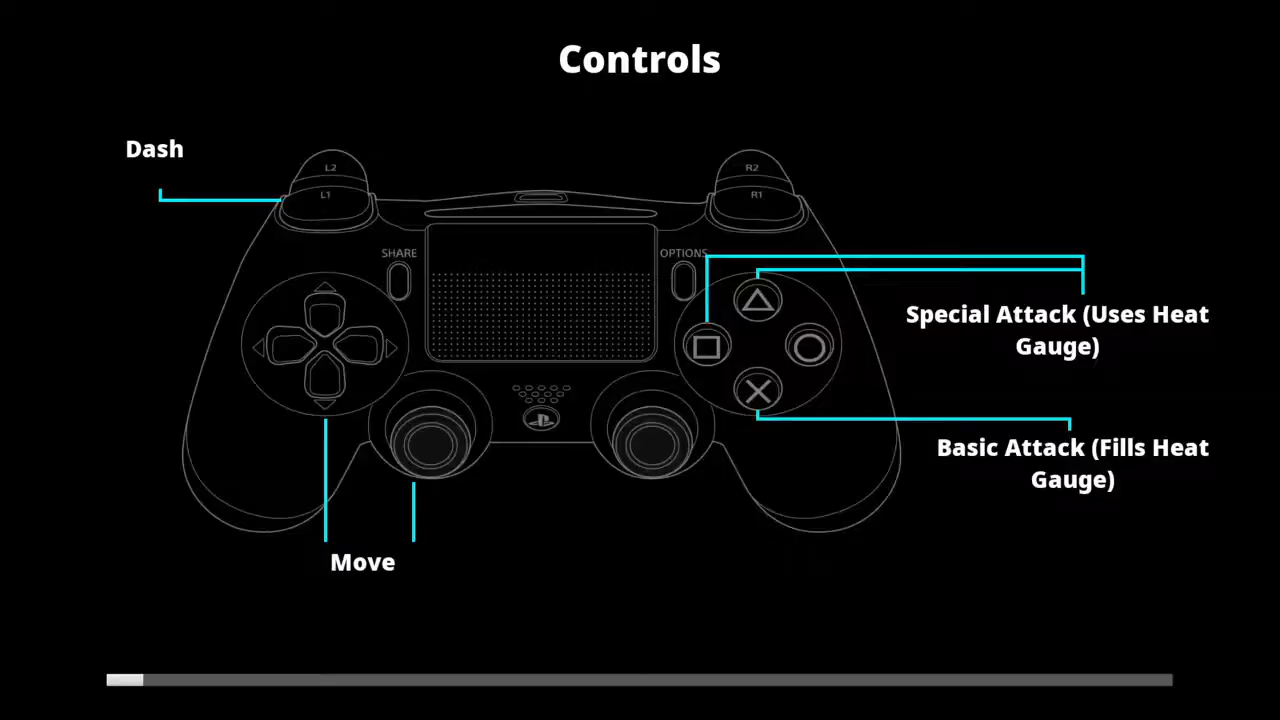 Controls
Dash
L2
R2
L1
R1
SHARE
OPTIONS
Special Attack (Uses Heat
Gauge)
Basic Attack (Fills Heat
Gauge)
Move